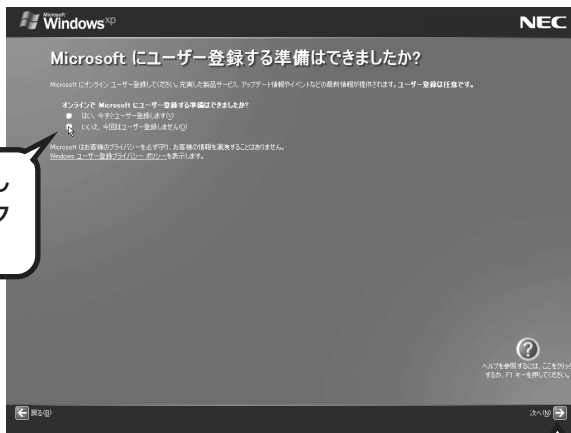 Microsoft
Windows xp
NEC
Microsoft にユーザー登録する準備はできましたか?
Microsoft にオンライン ユーザー登録してください。充実した製品サービス、アップデート情報やイベントなどの最新情報が提供されます。ユーザー登録は任意です。
オンラインで Microsoft にユーザー登録する準備はできましたか?
はい、今すぐユーザー登録します(Y)
いいえ、今回はユーザー登録しません(O)
Microsoft はお客様のプライバシーを必ず守り、お客様の情報を漏洩することはありません。
Windows ユーザー登録プライバシー ポリシーを表示します。
し
ク
ヘルプを参照するには、ここをクリック
するか、F1 キーを押してください。
戻る(B)
次へ(N)